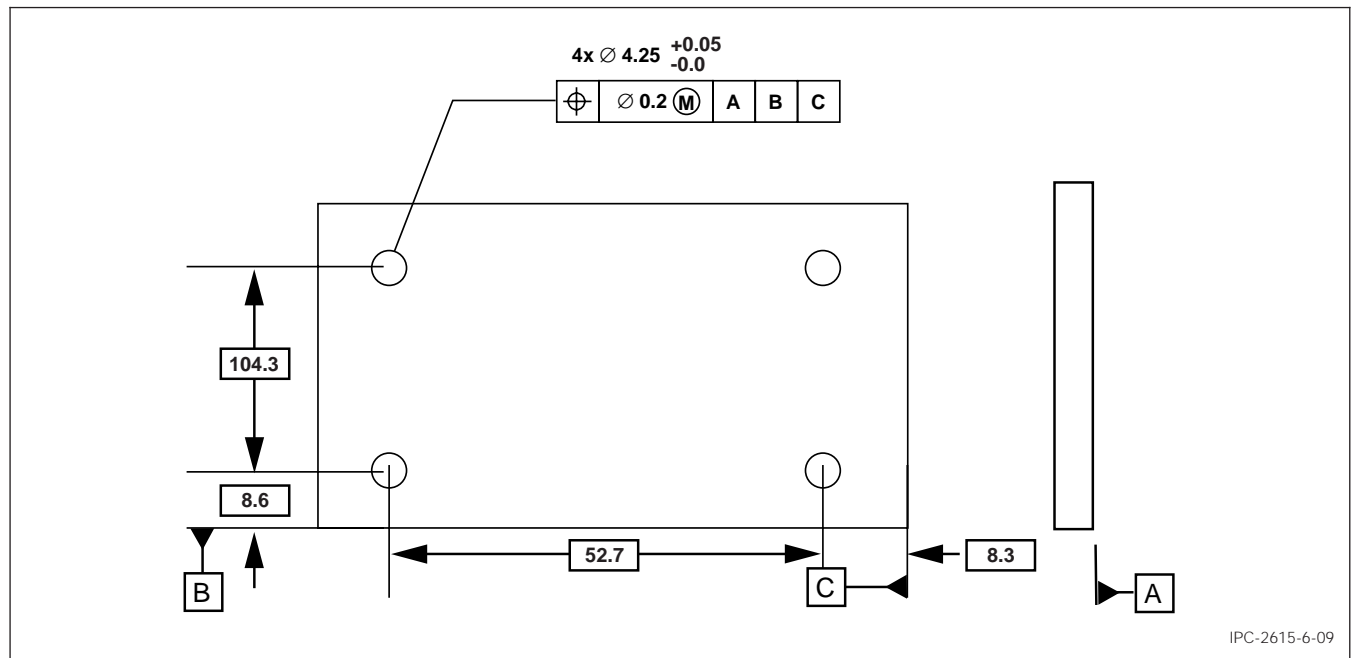 4x ∅ 4.25 +0.05
-0.0
⌖ ∅ 0.2 Ⓜ A B C
104.3
8.6
52.7
8.3
B
C
A
IPC-2615-6-09